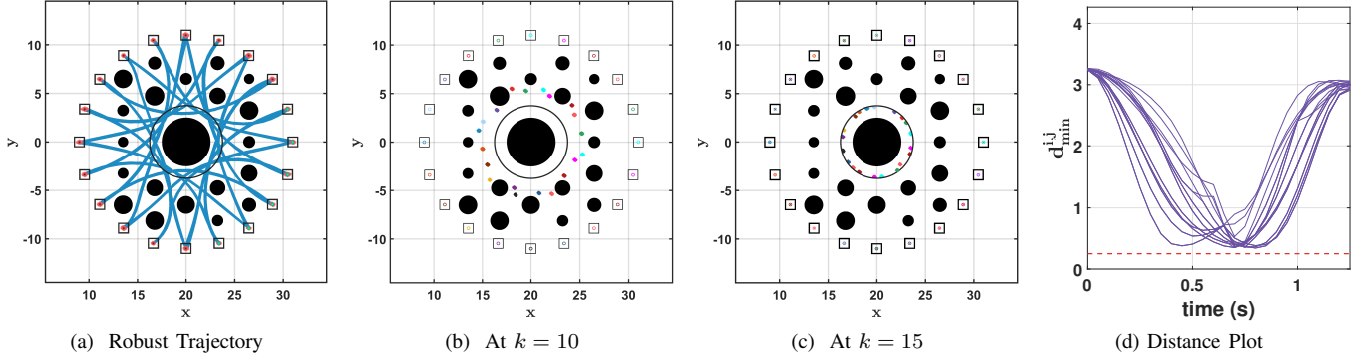 10
5
0
-5
-10
y
10 15 20 25 30
x
(a) Robust Trajectory
10
5
0
-5
-10
y
10 15 20 25 30
x
(b) At k = 10
10
5
0
-5
-10
y
10 15 20 25 30
x
(c) At k = 15
4
3
2
1
0
d^{i,j}_{min}
0 0.5 1
time (s)
(d) Distance Plot